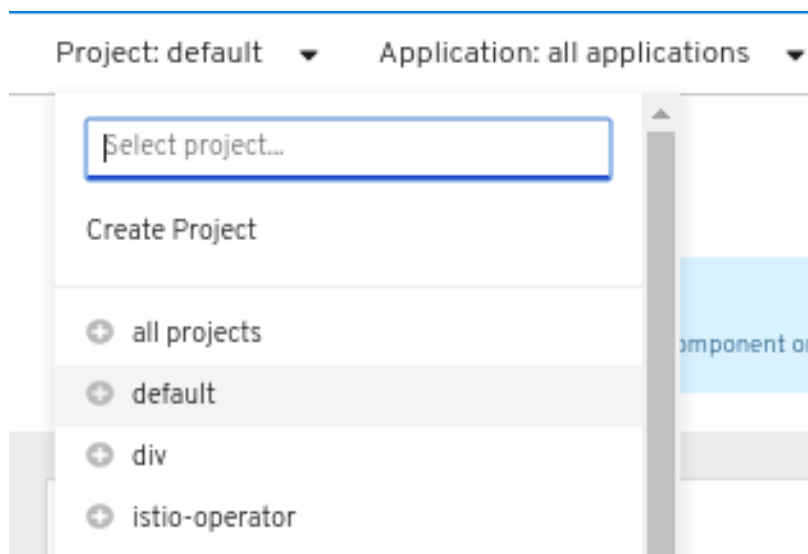 Project: default Application: all applications
Select project...
Create Project
all projects
default
div
istio-operator